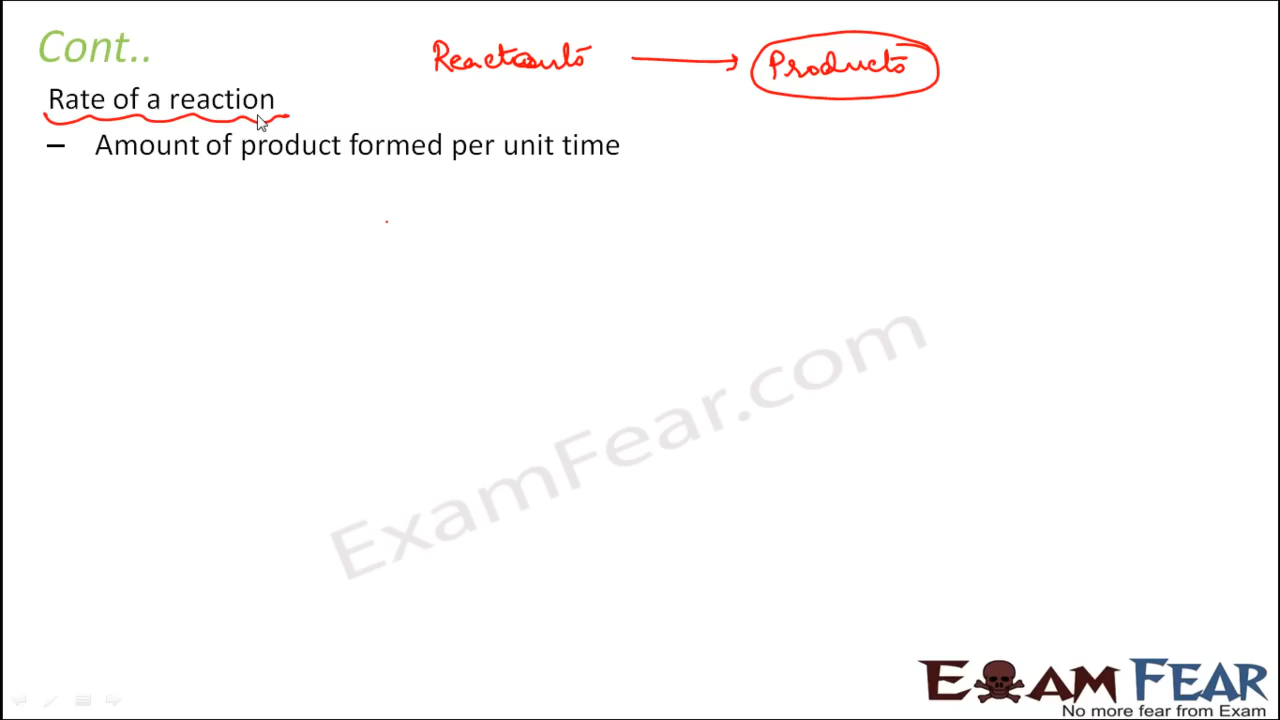 Cont..
Reactants → Products
Rate of a reaction
– Amount of product formed per unit time
ExamFear.com
EXAM FEAR
No more fear from Exam